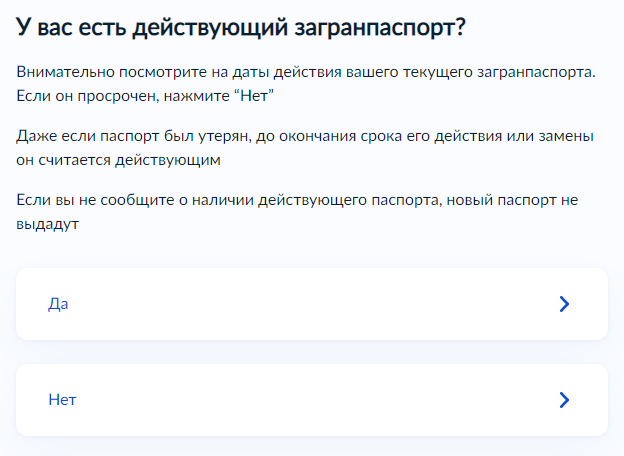 У вас есть действующий загранпаспорт?
Внимательно посмотрите на даты действия вашего текущего загранпаспорта.
Если он просрочен, нажмите “Нет”
Даже если паспорт был утерян, до окончания срока его действия или замены
он считается действующим
Если вы не сообщите о наличии действующего паспорта, новый паспорт не
выдадут
Да
Нет